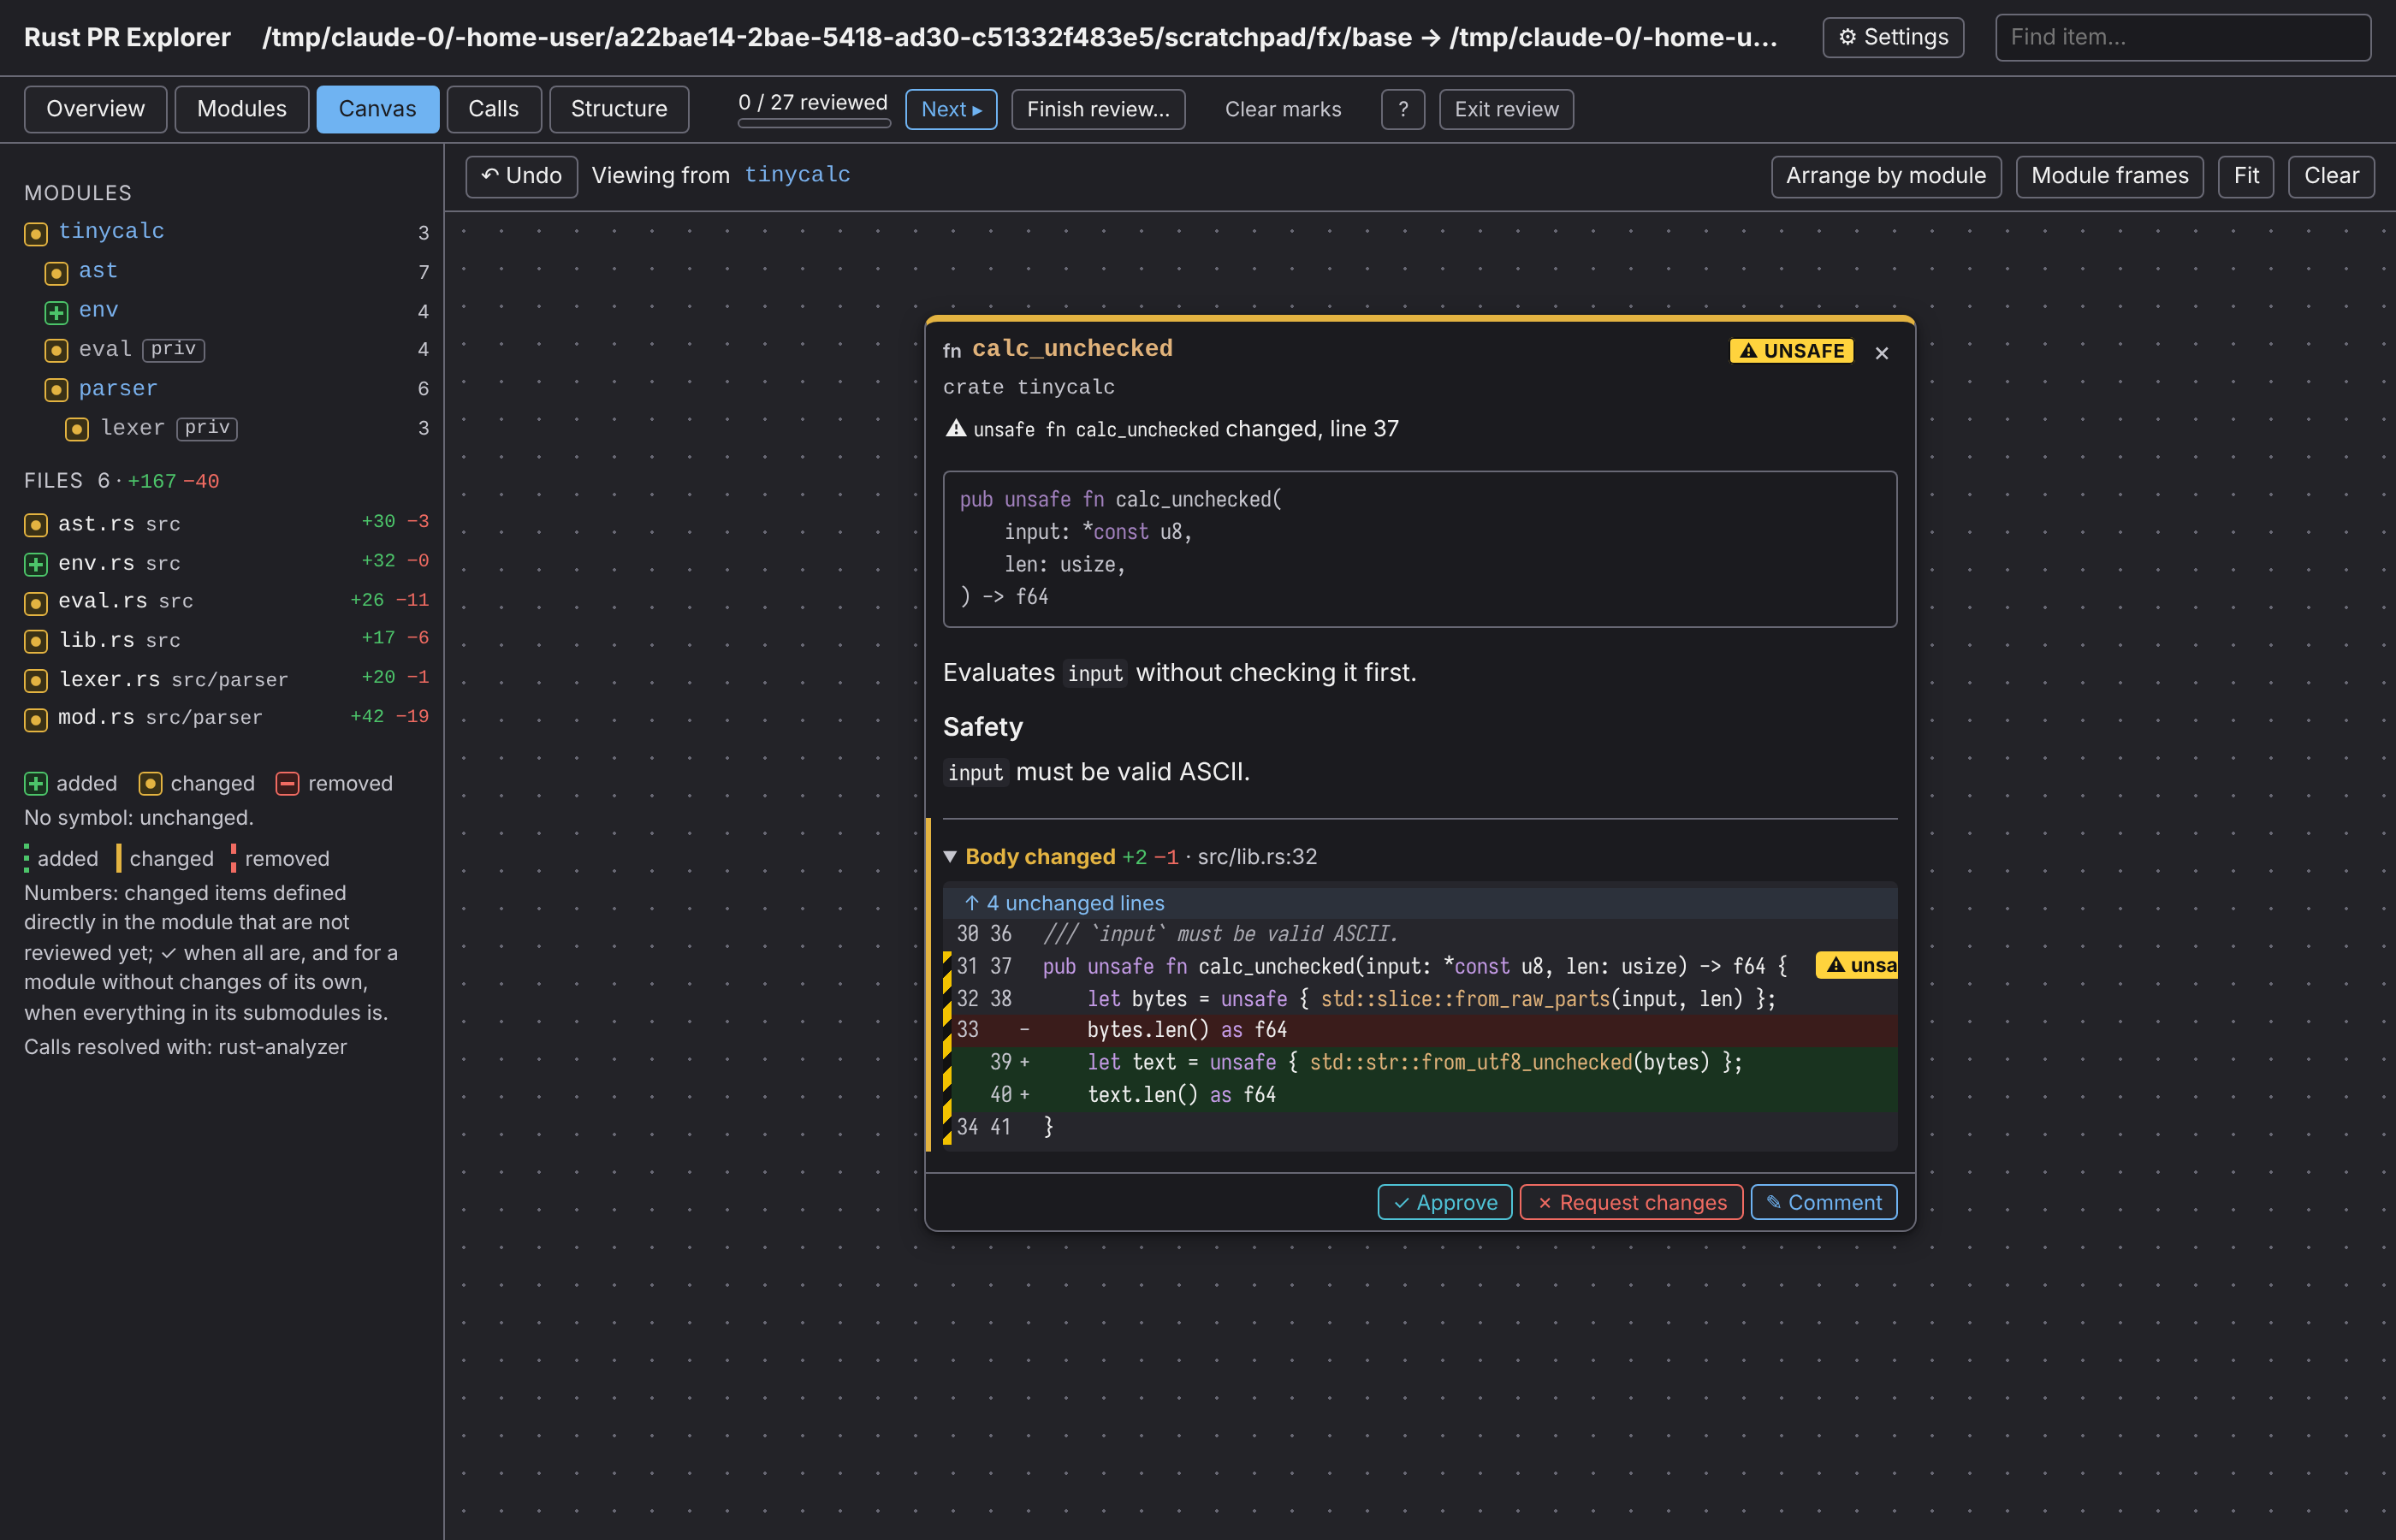 Rust PR Explorer /tmp/claude-0/-home-user/a22bae14-2bae-5418-ad30-c51332f483e5/scratchpad/fx/base → /tmp/claude-0/-home-u... ⚙ Settings Find item...
Overview Modules Canvas Calls Structure 0 / 27 reviewed Next ▸ Finish review... Clear marks ? Exit review
↶ Undo Viewing from tinycalc Arrange by module Module frames Fit Clear
MODULES
tinycalc 3
ast 7
env 4
eval priv 4
parser 6
lexer priv 3
FILES 6 · +167 −40
ast.rs src +30 −3
env.rs src +32 −0
eval.rs src +26 −11
lib.rs src +17 −6
lexer.rs src/parser +20 −1
mod.rs src/parser +42 −19
added changed removed
No symbol: unchanged.
added changed removed
Numbers: changed items defined
directly in the module that are not
reviewed yet; ✓ when all are, and for a
module without changes of its own,
when everything in its submodules is.
Calls resolved with: rust-analyzer
fn calc_unchecked ⚠ UNSAFE ×
crate tinycalc
⚠ unsafe fn calc_unchecked changed, line 37
pub unsafe fn calc_unchecked(
    input: *const u8,
    len: usize,
) -> f64
Evaluates input without checking it first.
Safety
input must be valid ASCII.
▼ Body changed +2 −1 · src/lib.rs:32
↑ 4 unchanged lines
30 36 /// `input` must be valid ASCII.
31 37 pub unsafe fn calc_unchecked(input: *const u8, len: usize) -> f64 { ⚠ unsa
32 38     let bytes = unsafe { std::slice::from_raw_parts(input, len) };
33 −     bytes.len() as f64
39 +     let text = unsafe { std::str::from_utf8_unchecked(bytes) };
40 +     text.len() as f64
34 41 }
✓ Approve × Request changes ✎ Comment